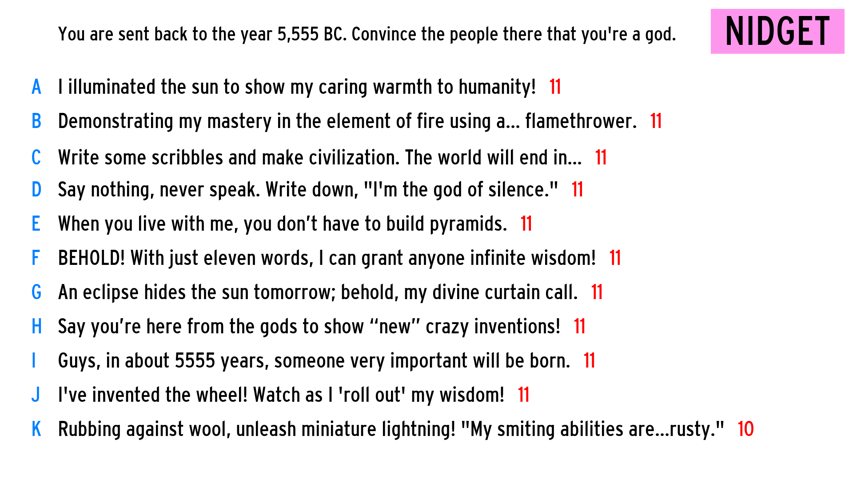 You are sent back to the year 5,555 BC. Convince the people there that you're a god.
NIDGET
A I illuminated the sun to show my caring warmth to humanity! 11
B Demonstrating my mastery in the element of fire using a... flamethrower. 11
C Write some scribbles and make civilization. The world will end in... 11
D Say nothing, never speak. Write down, "I'm the god of silence." 11
E When you live with me, you don’t have to build pyramids. 11
F BEHOLD! With just eleven words, I can grant anyone infinite wisdom! 11
G An eclipse hides the sun tomorrow; behold, my divine curtain call. 11
H Say you’re here from the gods to show “new” crazy inventions! 11
I Guys, in about 5555 years, someone very important will be born. 11
J I've invented the wheel! Watch as I 'roll out' my wisdom! 11
K Rubbing against wool, unleash miniature lightning! "My smiting abilities are...rusty." 10